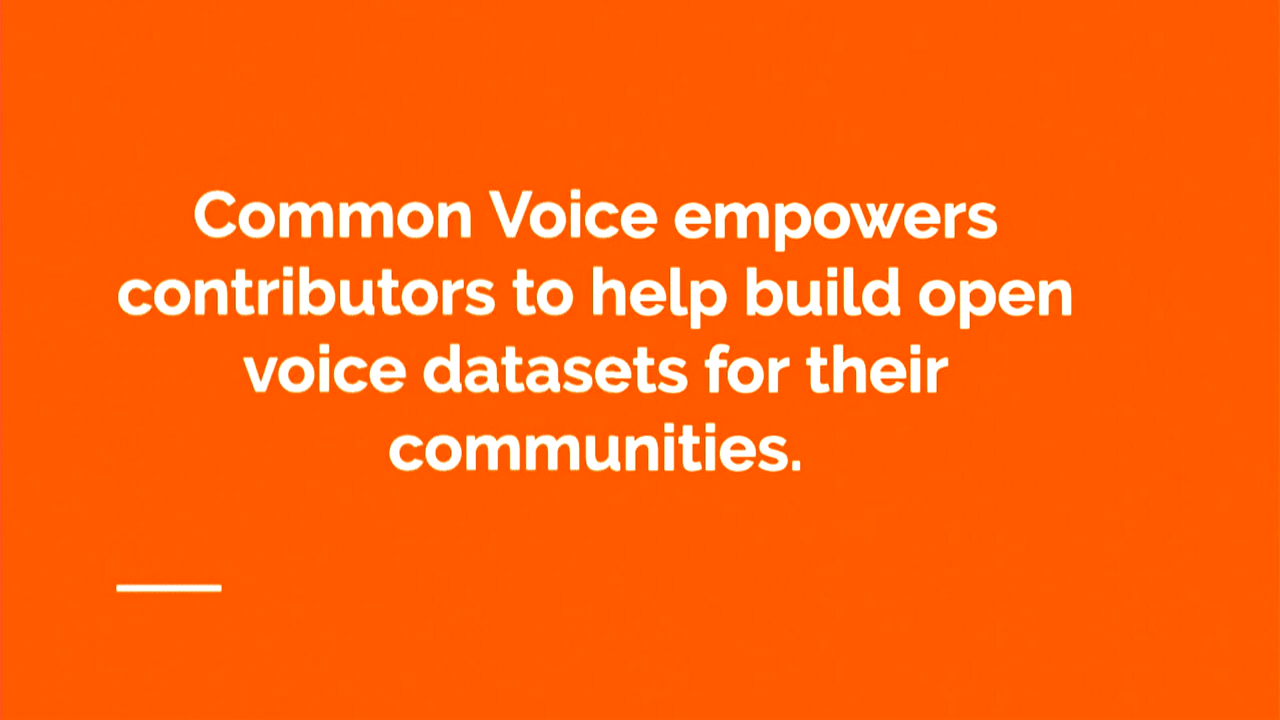 Common Voice empowers
contributors to help build open
voice datasets for their
communities.